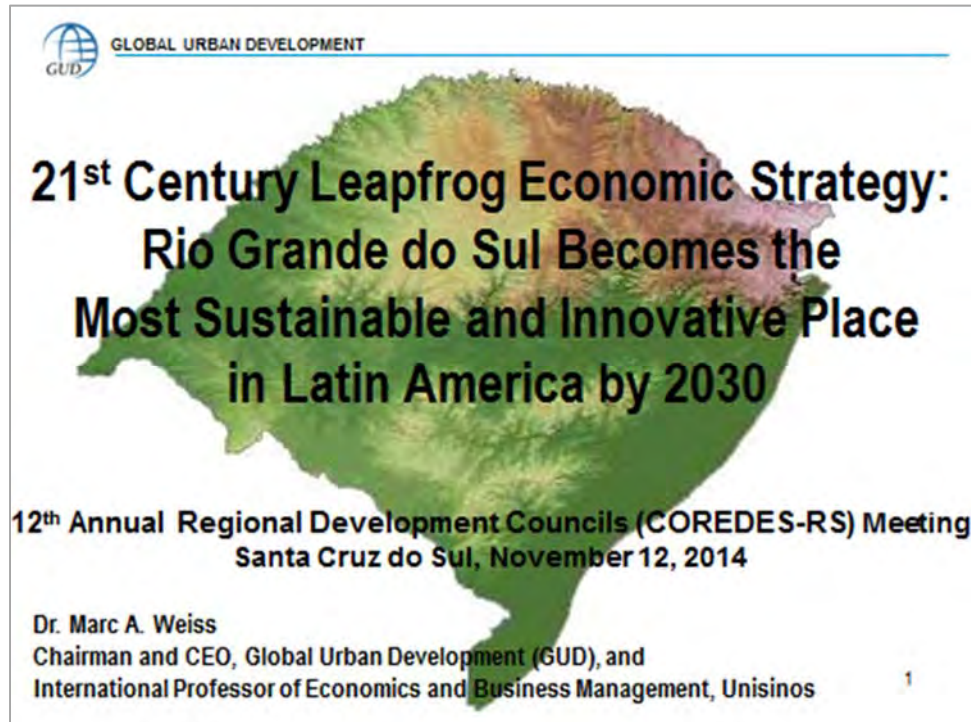 GUD
GLOBAL URBAN DEVELOPMENT
21st Century Leapfrog Economic Strategy:
Rio Grande do Sul Becomes the
Most Sustainable and Innovative Place
in Latin America by 2030
12th Annual Regional Development Councils (COREDES-RS) Meeting
Santa Cruz do Sul, November 12, 2014
Dr. Marc A. Weiss
Chairman and CEO, Global Urban Development (GUD), and
International Professor of Economics and Business Management, Unisinos
1